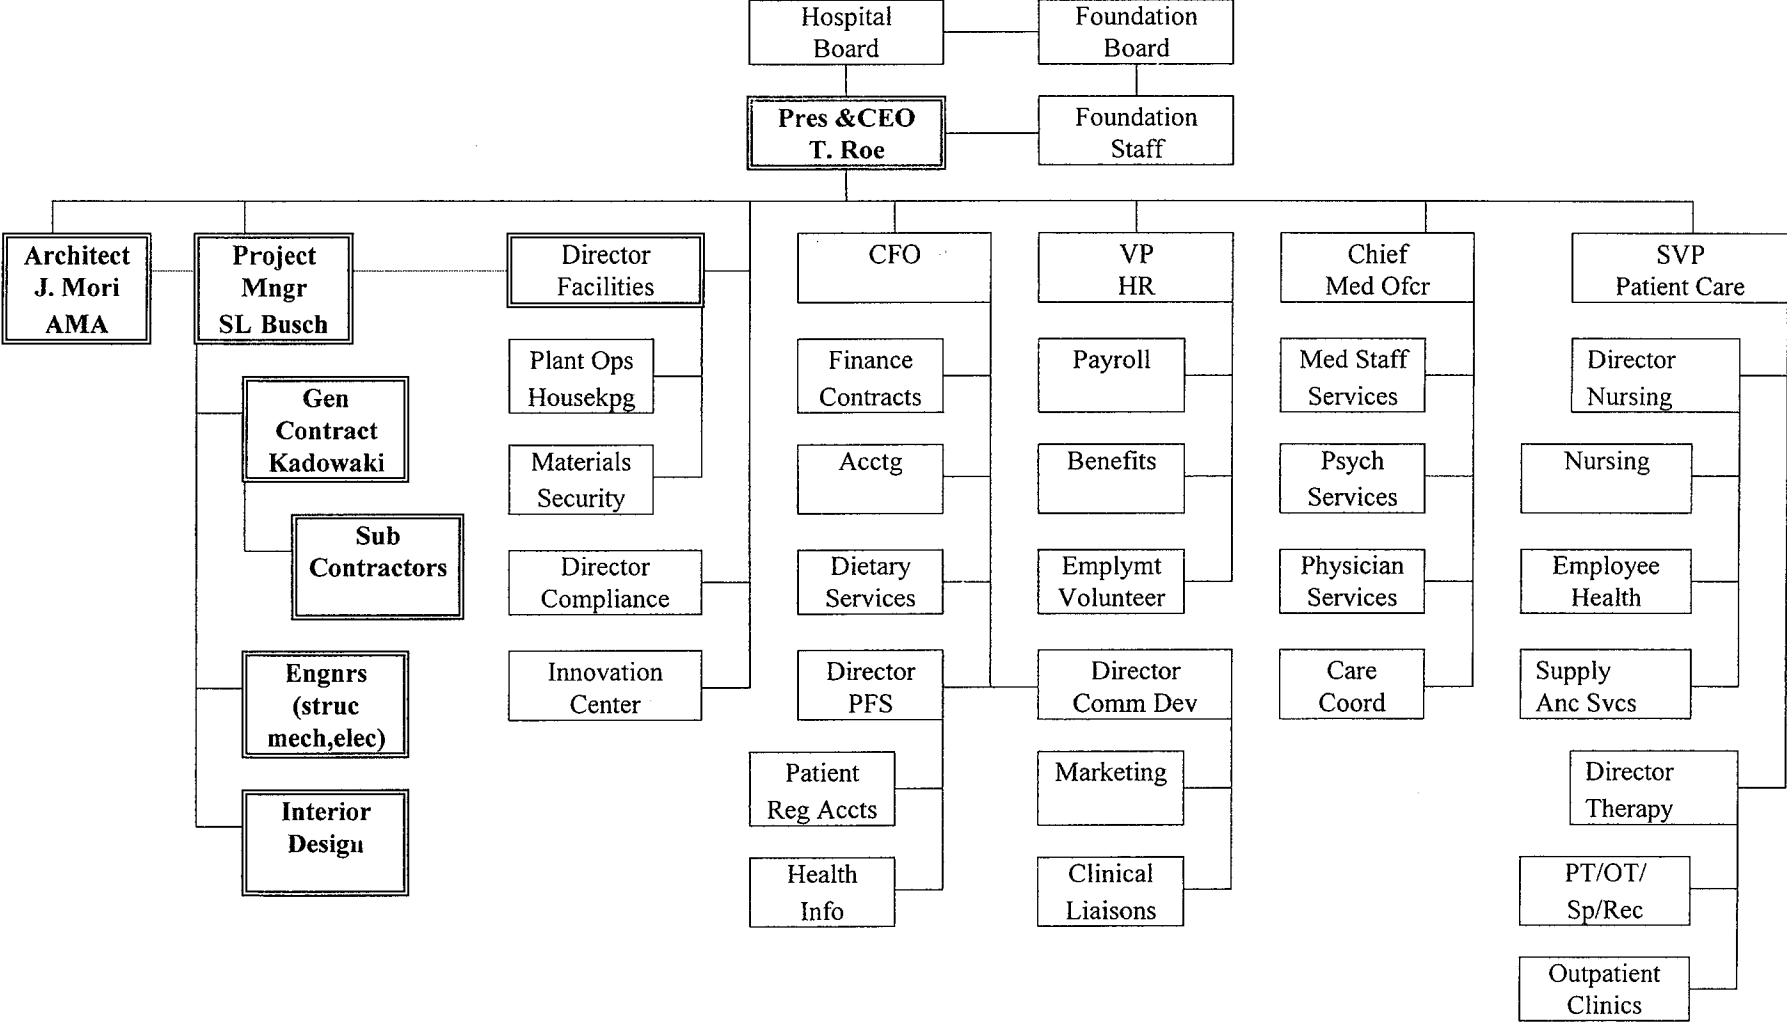 Hospital
Board
Foundation
Board
Pres &CEO
T. Roe
Foundation
Staff
Architect
J. Mori
AMA
Project
Mngr
SL Busch
Director
Facilities
CFO
VP
HR
Chief
Med Ofcr
SVP
Patient Care
Gen
Contract
Kadowaki
Sub
Contractors
Engnrs
(struc
mech,elec)
Interior
Design
Plant Ops
Housekpg
Materials
Security
Director
Compliance
Innovation
Center
Finance
Contracts
Acctg
Dietary
Services
Director
PFS
Patient
Reg Accts
Health
Info
Payroll
Benefits
Emplymt
Volunteer
Director
Comm Dev
Marketing
Clinical
Liaisons
Med Staff
Services
Psych
Services
Physician
Services
Care
Coord
Director
Nursing
Nursing
Employee
Health
Supply
Anc Svcs
Director
Therapy
PT/OT/
Sp/Rec
Outpatient
Clinics